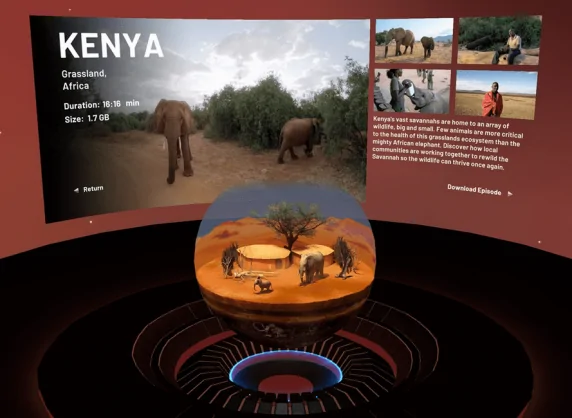 KENYA
Grassland,
Africa
Duration: 16:16 min
Size: 1.7 GB
Return
Kenya's vast savannahs are home to an array of
wildlife, big and small. Few animals are more critical
to the health of this grasslands ecosystem than the
mighty African elephant. Discover how local
communities are working together to rewild the
Savannah so the wildlife can thrive once again.
Download Episode